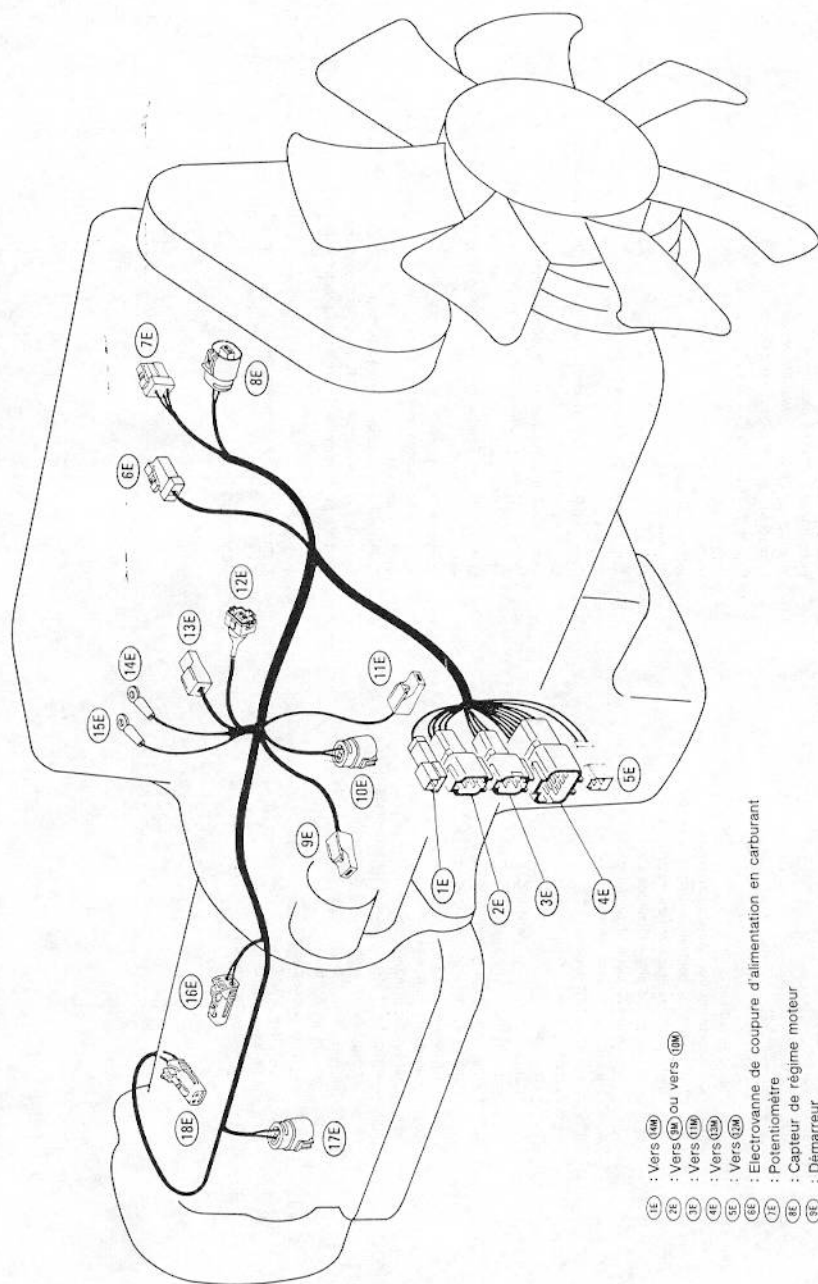 7E
8E
6E
12E
13E
14E
15E
11E
10E
9E
5E
1E
2E
3E
4E
16E
18E
17E
1E : Vers 14M
2E : Vers 9M ou vers 10M
3E : Vers 11M
4E : Vers 13M
5E : Vers 12M
6E : Electrovanne de coupure d'alimentation en carburant
7E : Potentiomètre
8E : Capteur de régime moteur
9E : Démarreur